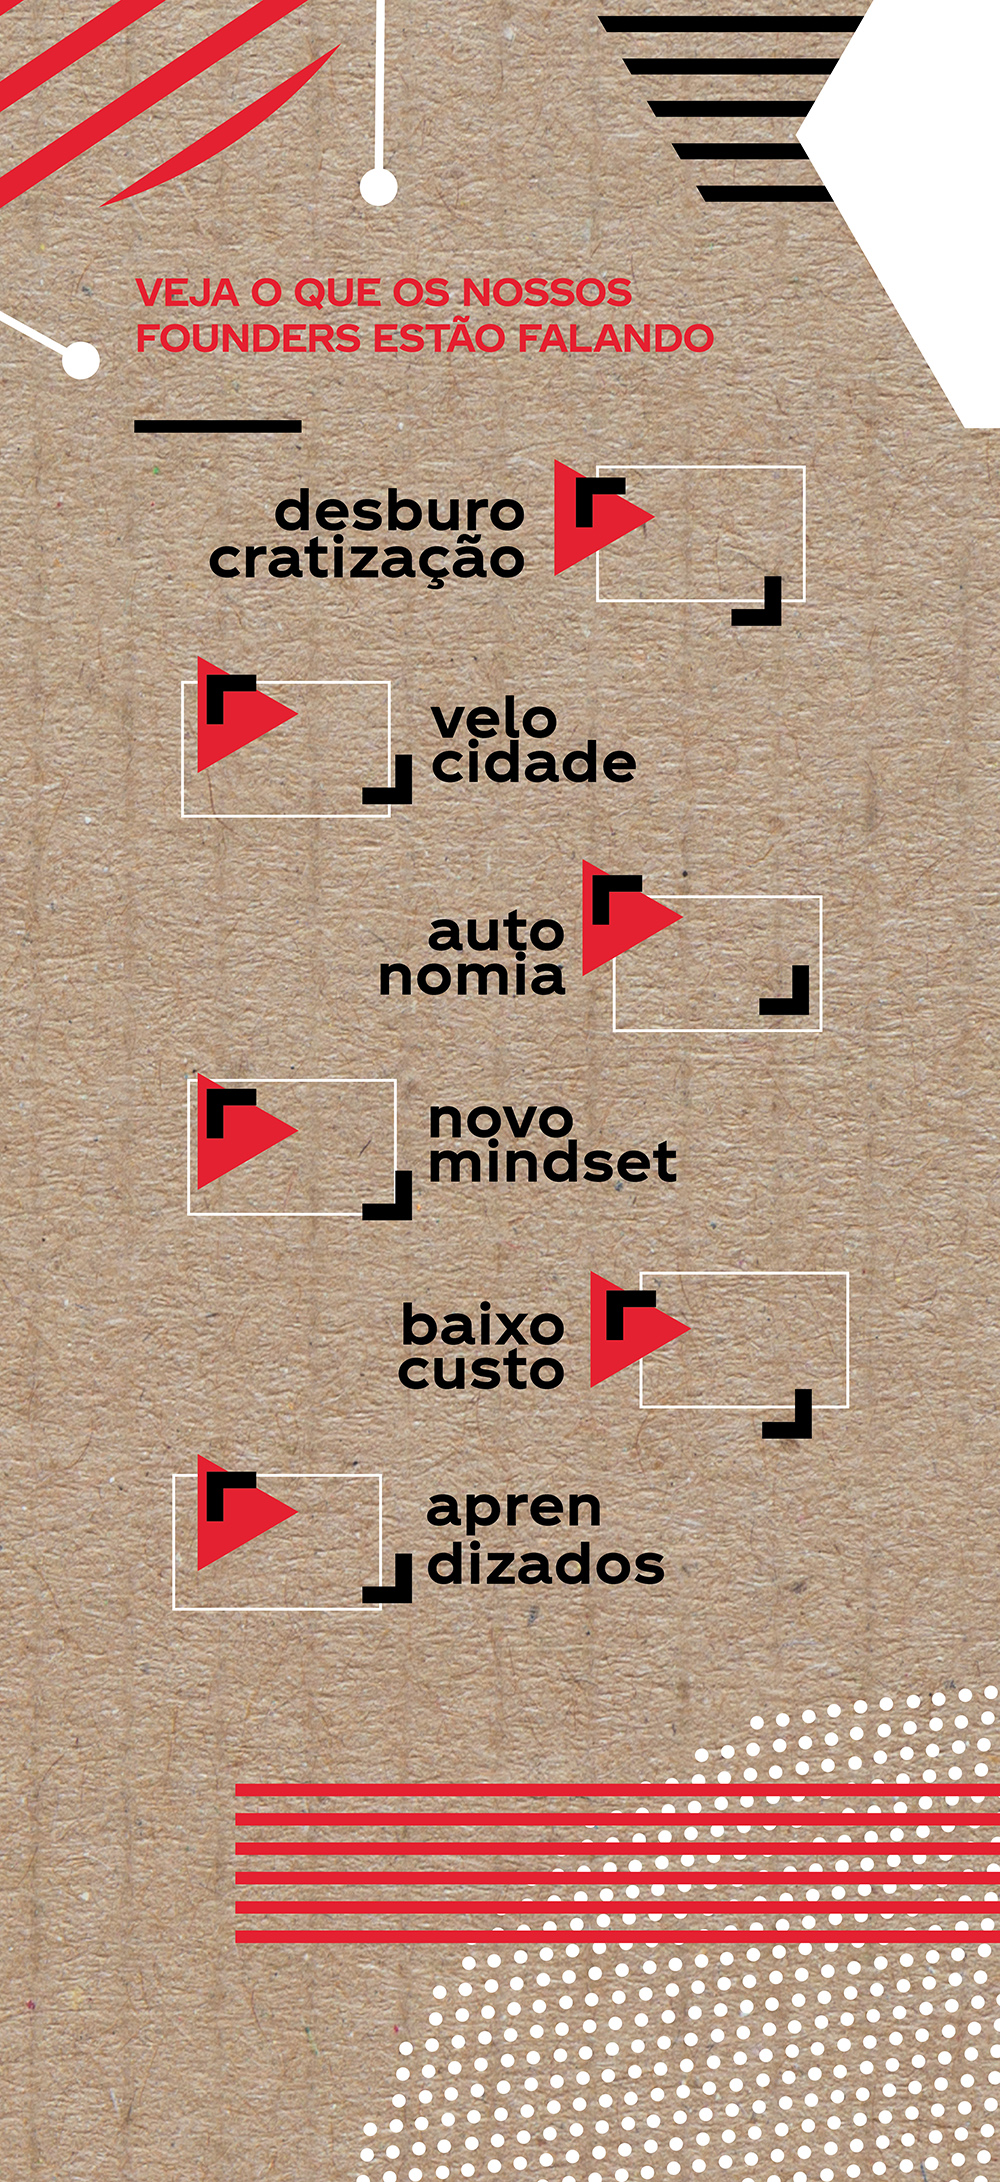 VEJA O QUE OS NOSSOS
FOUNDERS ESTÃO FALANDO
desburo
cratização
velo
cidade
auto
nomia
novo
mindset
baixo
custo
apren
dizados